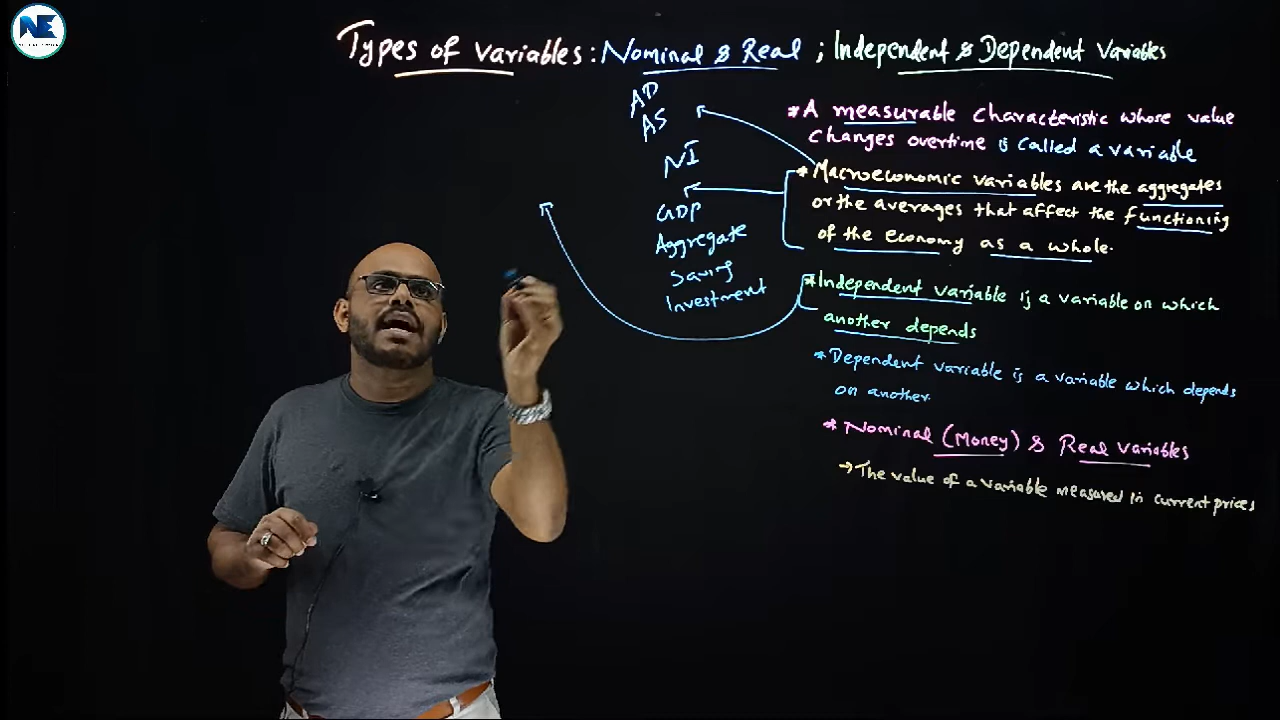 NE
Types of variables: Nominal & Real ; Independent & Dependent Variables
AD
AS
NI
GDP
Aggregate
Saving
Investment
* A measurable characteristic whose value
changes overtime is called a variable
* Macroeconomic variables are the aggregates
or the averages that affect the functioning
of the economy as a whole.
* Independent variable is a variable on which
another depends
* Dependent variable is a variable which depends
on another.
* Nominal (Money) & Real variables
→ The value of a variable measured in current prices